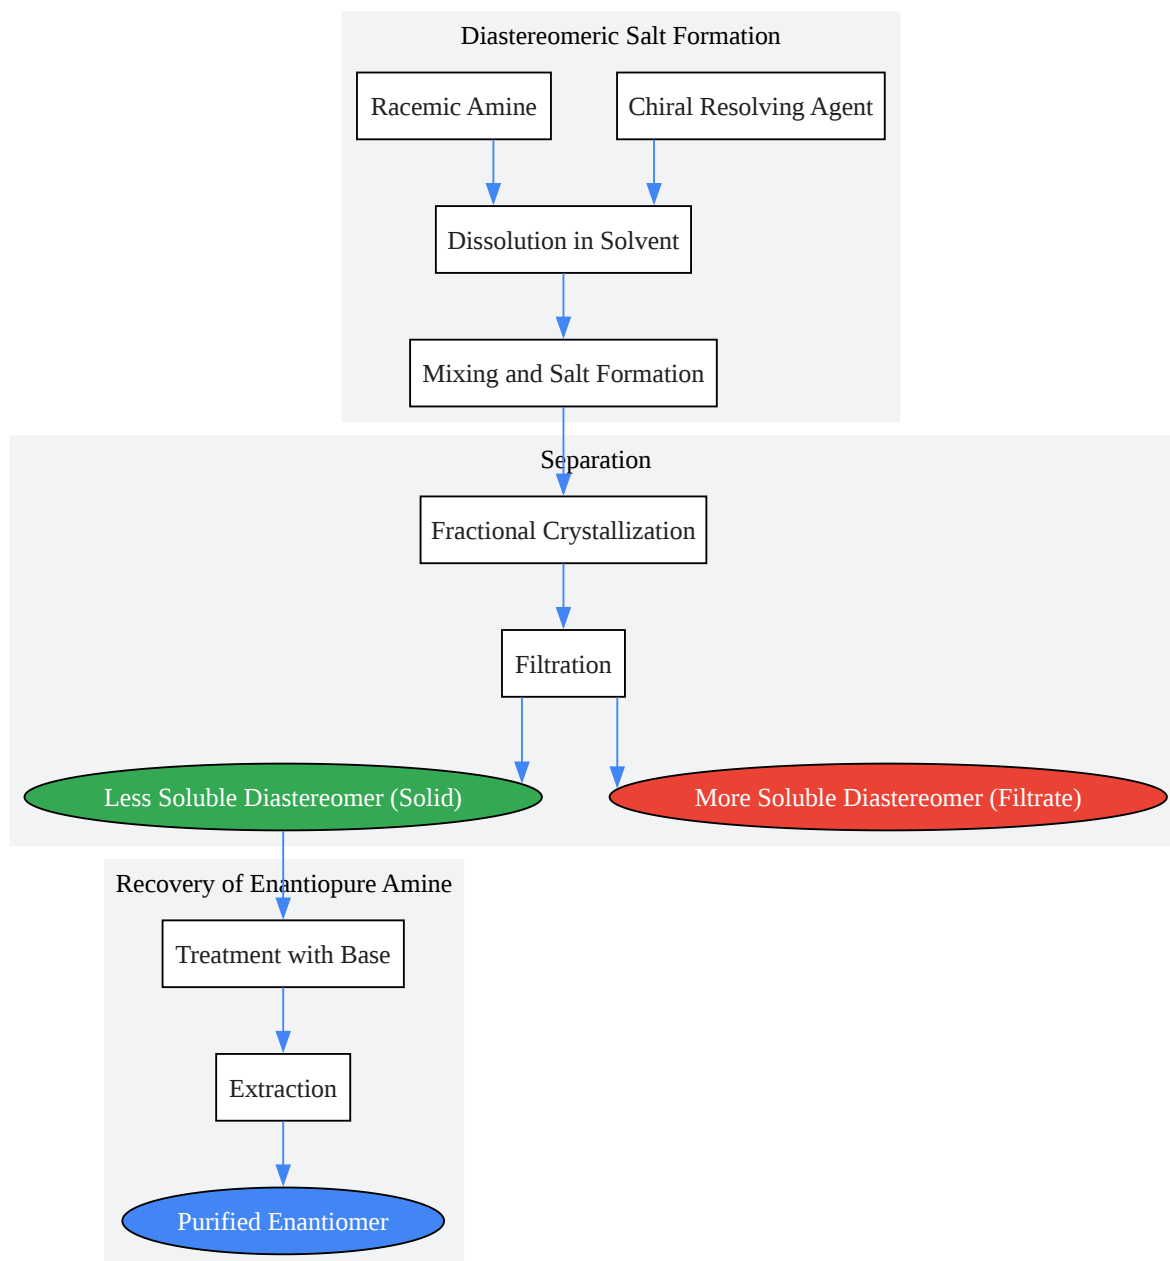 Diastereomeric Salt Formation
Racemic Amine
Chiral Resolving Agent
Dissolution in Solvent
Mixing and Salt Formation
Separation
Fractional Crystallization
Filtration
Less Soluble Diastereomer (Solid)
More Soluble Diastereomer (Filtrate)
Recovery of Enantiopure Amine
Treatment with Base
Extraction
Purified Enantiomer